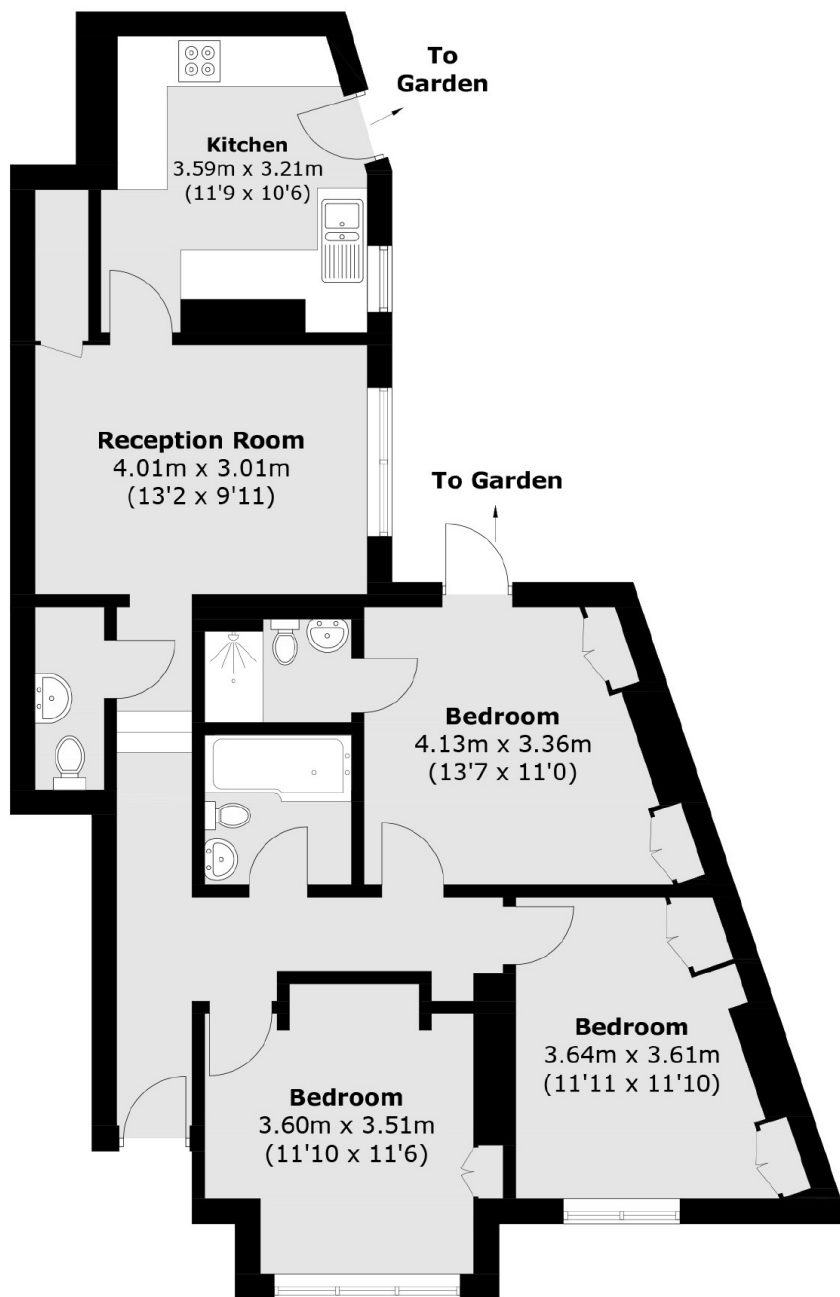 To
Garden
Kitchen
3.59m x 3.21m
(11'9 x 10'6)
Reception Room
4.01m x 3.01m
(13'2 x 9'11)
To Garden
Bedroom
4.13m x 3.36m
(13'7 x 11'0)
Bedroom
3.64m x 3.61m
(11'11 x 11'10)
Bedroom
3.60m x 3.51m
(11'10 x 11'6)